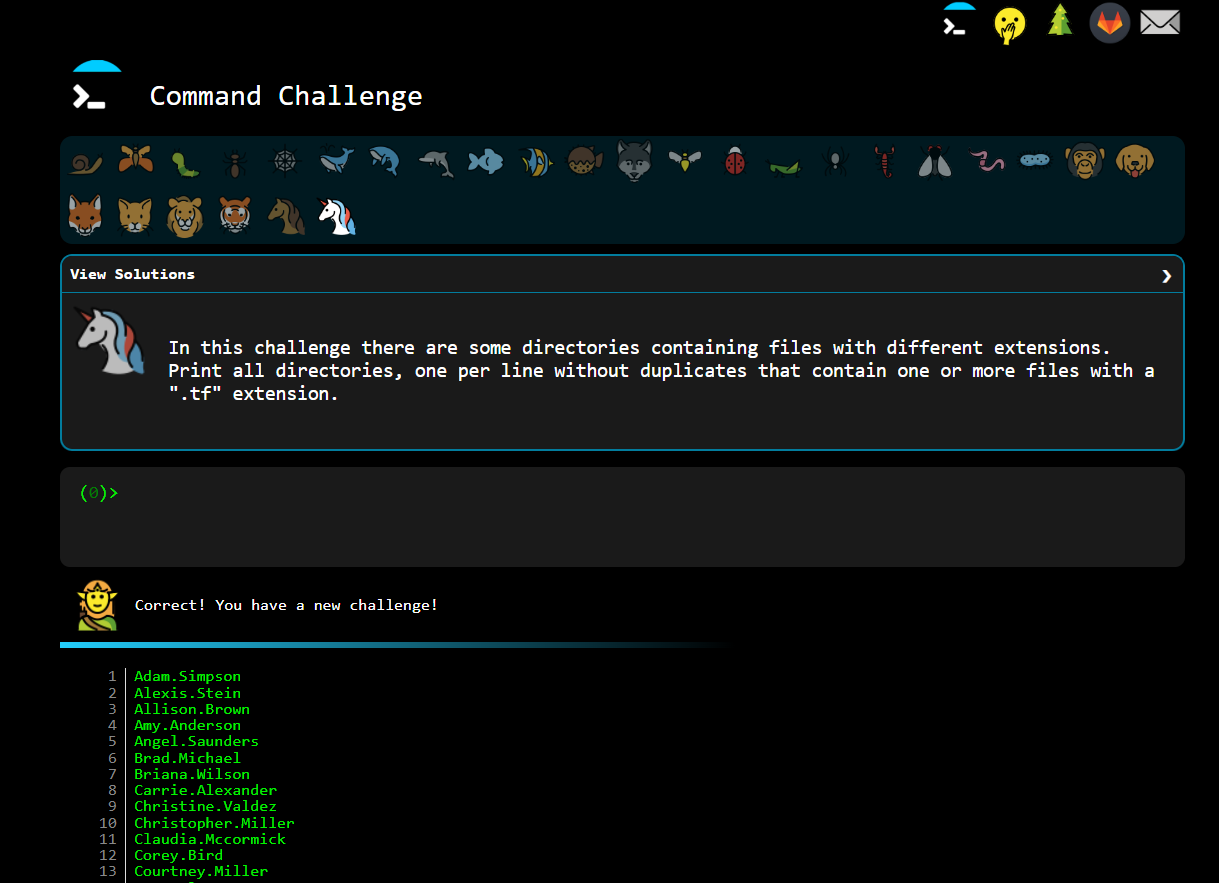 Command Challenge
View Solutions
In this challenge there are some directories containing files with different extensions.
Print all directories, one per line without duplicates that contain one or more files with a
".tf" extension.
(0)>
Correct! You have a new challenge!
1 Adam.Simpson
2 Alexis.Stein
3 Allison.Brown
4 Amy.Anderson
5 Angel.Saunders
6 Brad.Michael
7 Briana.Wilson
8 Carrie.Alexander
9 Christine.Valdez
10 Christopher.Miller
11 Claudia.Mccormick
12 Corey.Bird
13 Courtney.Miller